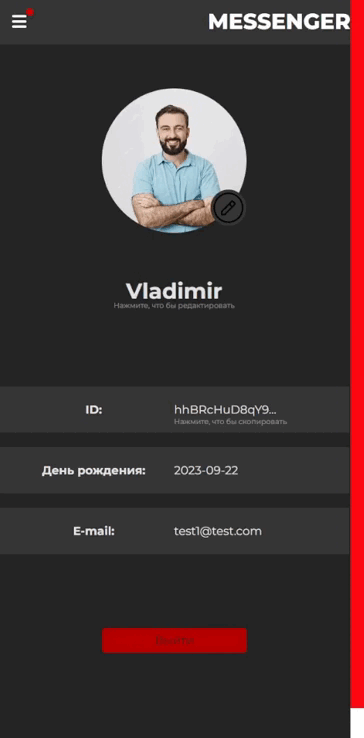 MESSENGER
Vladimir
Нажмите, что бы редактировать
ID: hhBRcHuD8qY9...
Нажмите, что бы скопировать
День рождения: 2023-09-22
E-mail: test1@test.com
Выйти